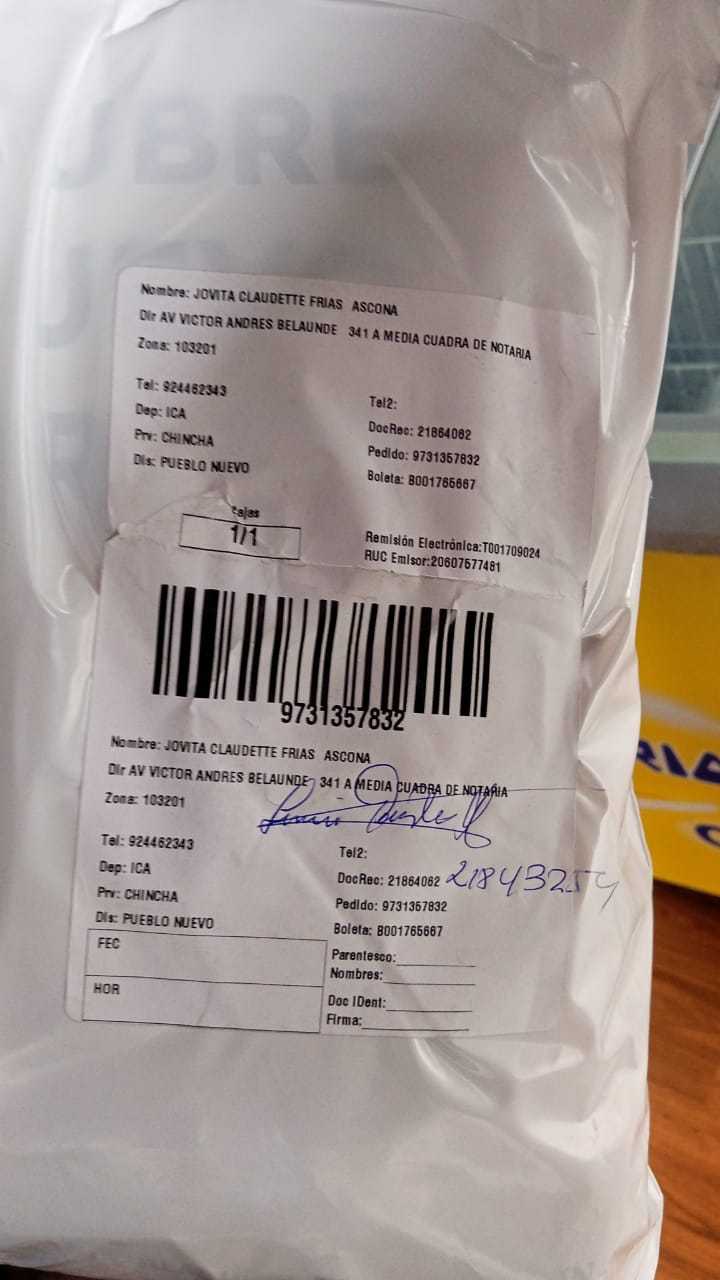 UBRE
Nombre: JOVITA CLAUDETTE FRIAS ASCONA
Dir AV VICTOR ANDRES BELAUNDE 341 A MEDIA CUADRA DE NOTARIA
Zona: 103201
Tel: 924462343
Tel2:
Dep: ICA
DocRec: 21864062
Prv: CHINCHA
Pedido: 9731357832
Dis: PUEBLO NUEVO
Boleta: B001765667
ajas
1/1
Remisión Electrónica:T001709024
RUC Emisor:20607577481
9731357832
Nombre: JOVITA CLAUDETTE FRIAS ASCONA
Dir AV VICTOR ANDRES BELAUNDE 341 A MEDIA CUADRA DE NOTARIA
Zona: 103201
Tel: 924462343
Tel2:
Dep: ICA
DocRec: 21864062 21843254
Prv: CHINCHA
Pedido: 9731357832
Dis: PUEBLO NUEVO
Boleta: B001765667
FEC
Parentesco:
Nombres:
HOR
Doc IDent:
Firma:
RIA